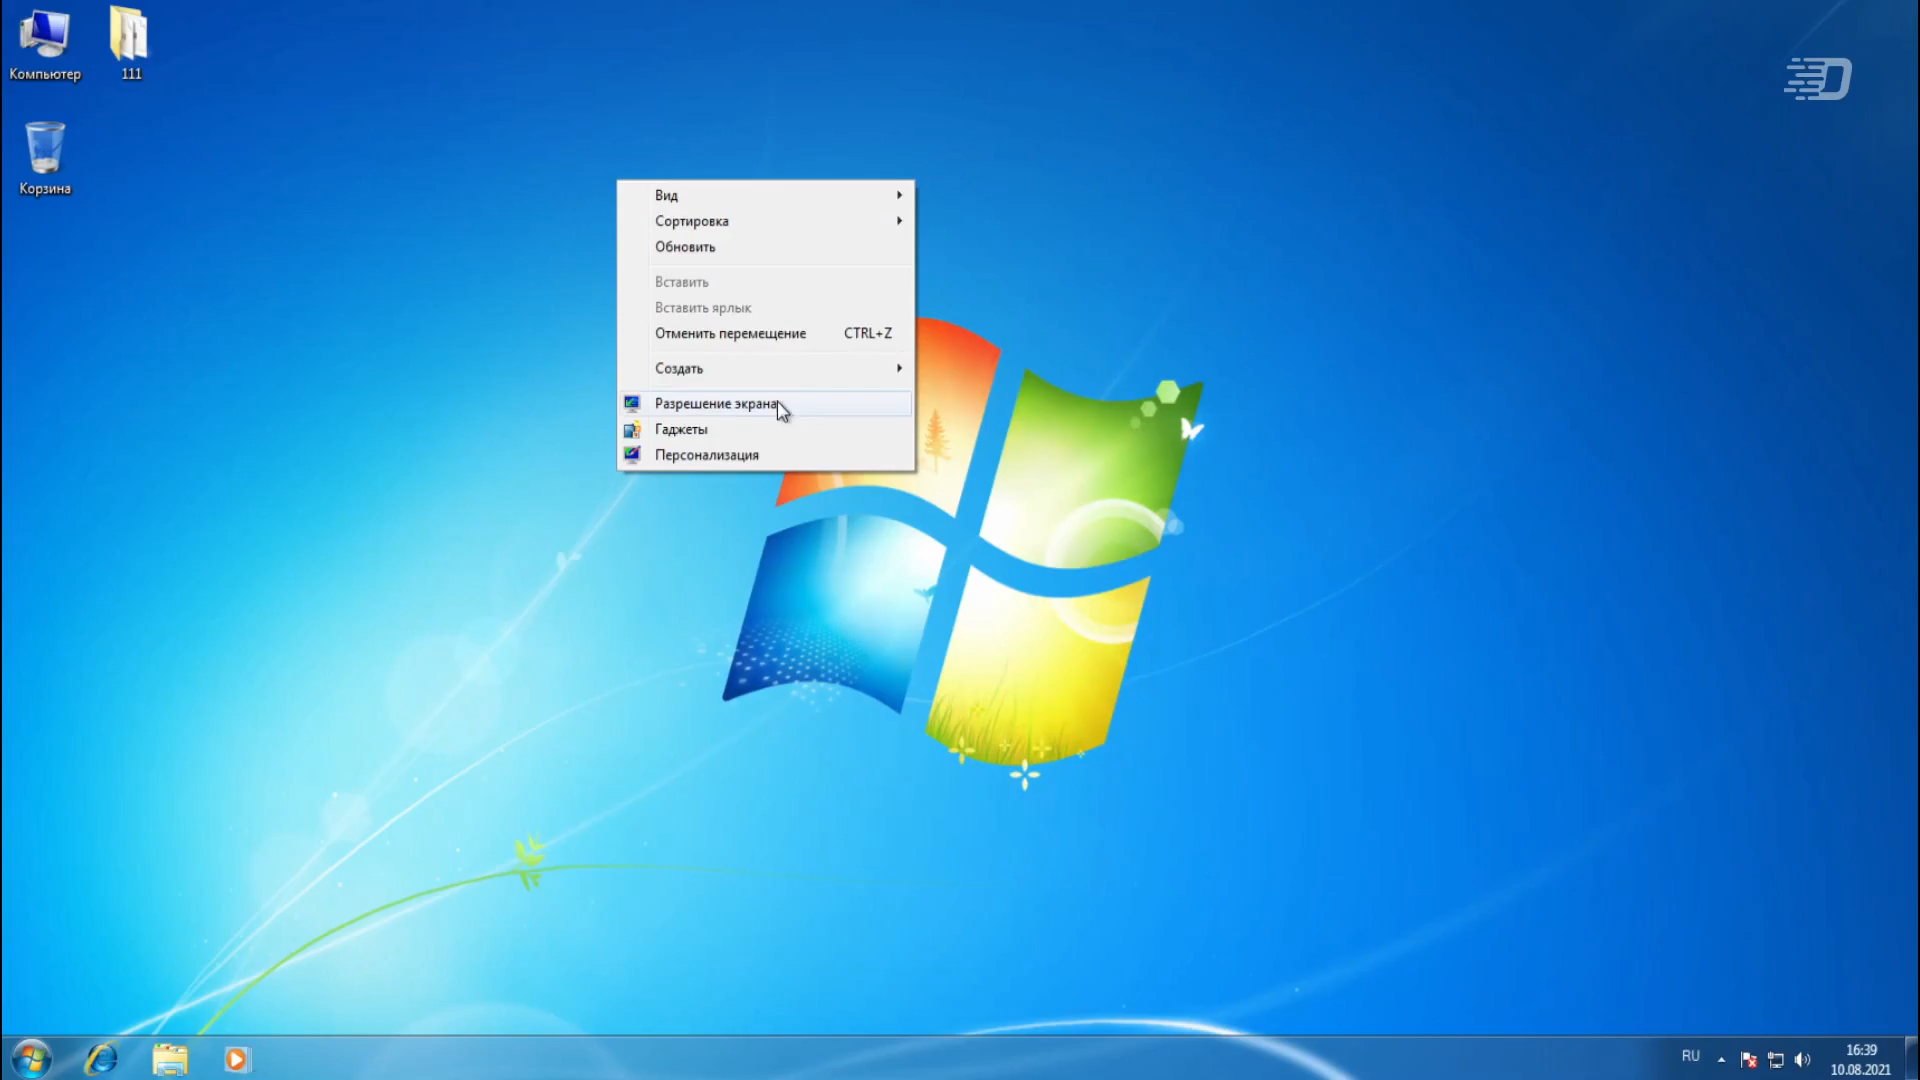 Компьютер
111
Корзина
Вид
Сортировка
Обновить
Вставить
Вставить ярлык
Отменить перемещение CTRL+Z
Создать
Разрешение экрана
Гаджеты
Персонализация
RU
16:39
10.08.2021